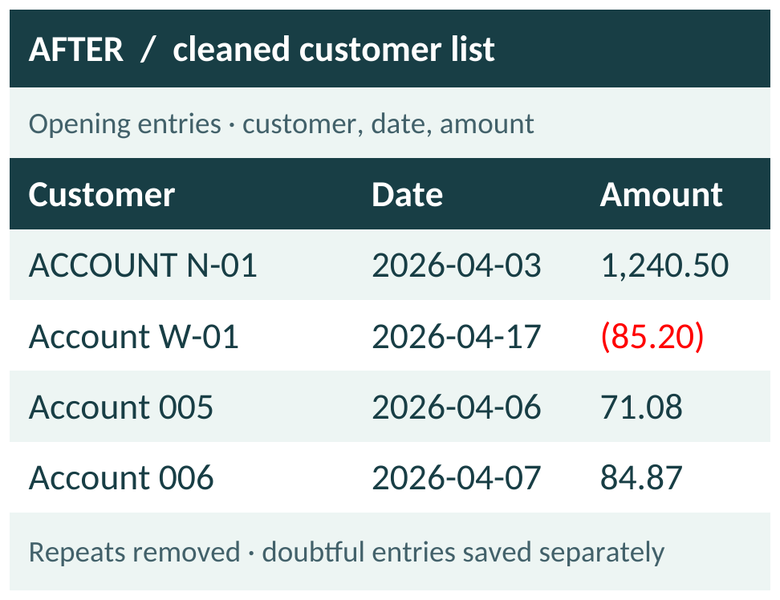 AFTER / cleaned customer list
Opening entries · customer, date, amount
Customer Date Amount
ACCOUNT N-01 2026-04-03 1,240.50
Account W-01 2026-04-17 (85.20)
Account 005 2026-04-06 71.08
Account 006 2026-04-07 84.87
Repeats removed · doubtful entries saved separately